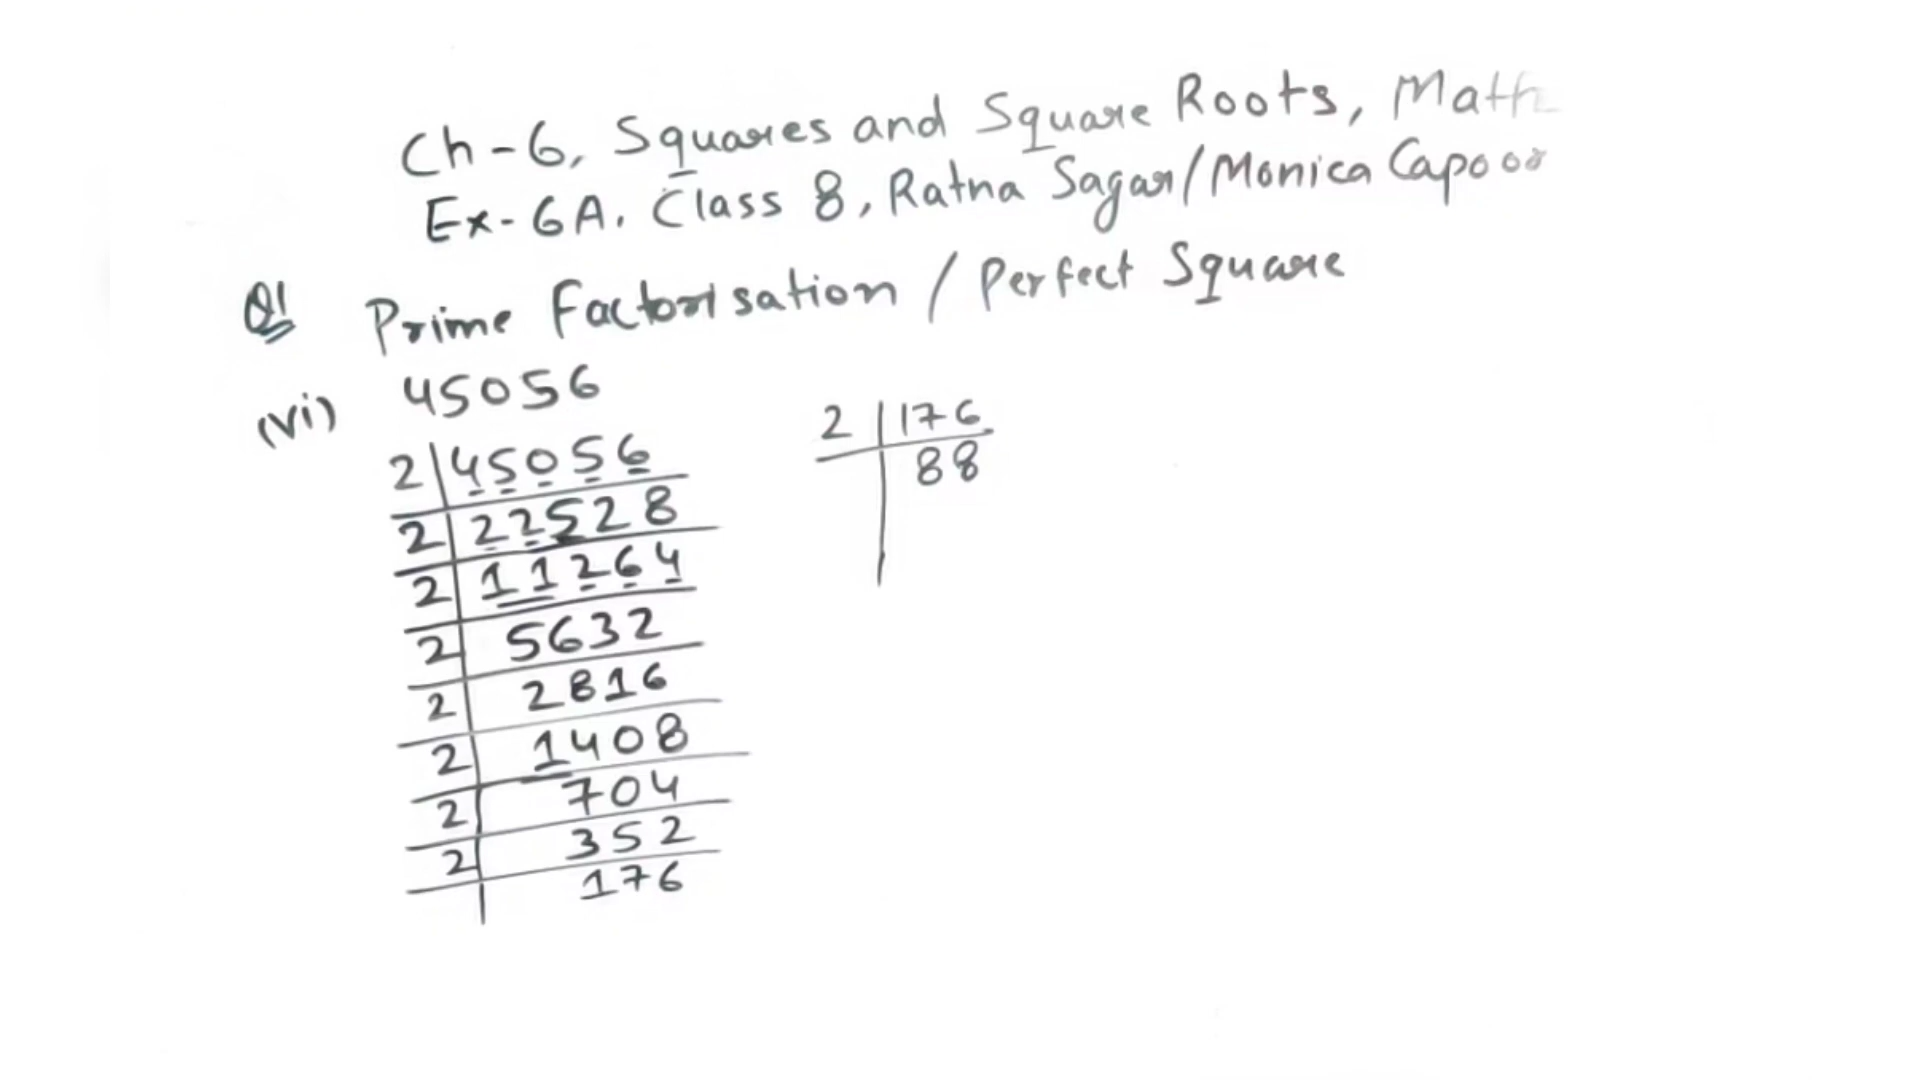 Ch-6, Squares and Square Roots, Math
Ex-6A. Class 8, Ratna Sagar/Monica Capoor
Q1 Prime Factorisation / Perfect Square
(vi) 45056
2 45056
2 22528
2 11264
2 5632
2 2816
2 1408
2 704
2 352
176
2 176
88